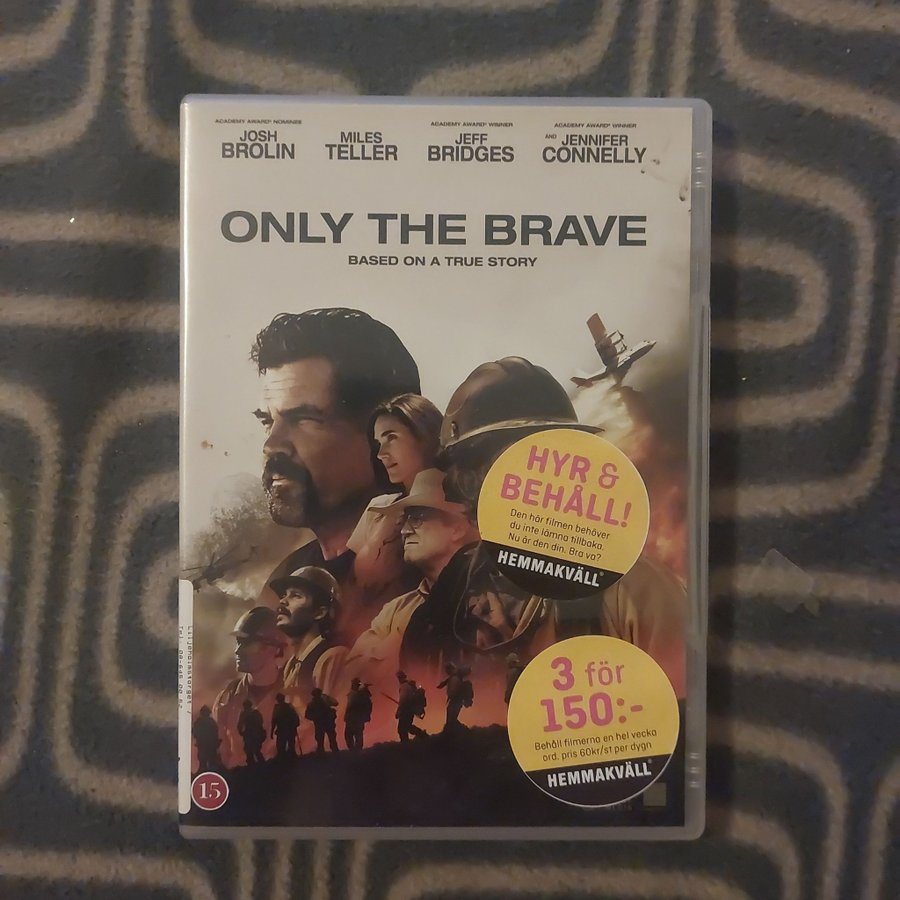 ACADEMY AWARD® NOMINEE
JOSH
BROLIN
MILES
TELLER
ACADEMY AWARD® WINNER
JEFF
BRIDGES
ACADEMY AWARD® WINNER
AND JENNIFER
CONNELLY
ONLY THE BRAVE
BASED ON A TRUE STORY
HYR &
BEHÅLL!
Den här filmen behöver
du inte lämna tillbaka.
Nu är den din. Bra va?
HEMMAKVÄLL®
3 för
150:-
Behåll filmerna en hel vecka
ord. pris 60kr/st per dygn
HEMMAKVÄLL®
Liljeholmstorget 7
15